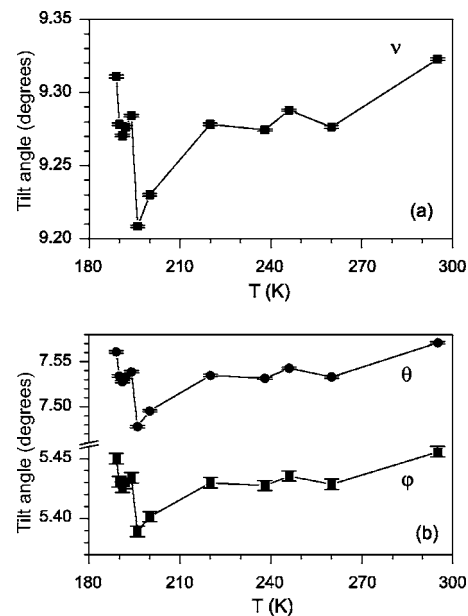 9.35
9.30
9.25
9.20
Tilt angle (degrees)
ν
(a)
180 210 240 270 300
T (K)
7.55
7.50
5.45
5.40
Tilt angle (degrees)
θ
φ
(b)
180 210 240 270 300
T (K)